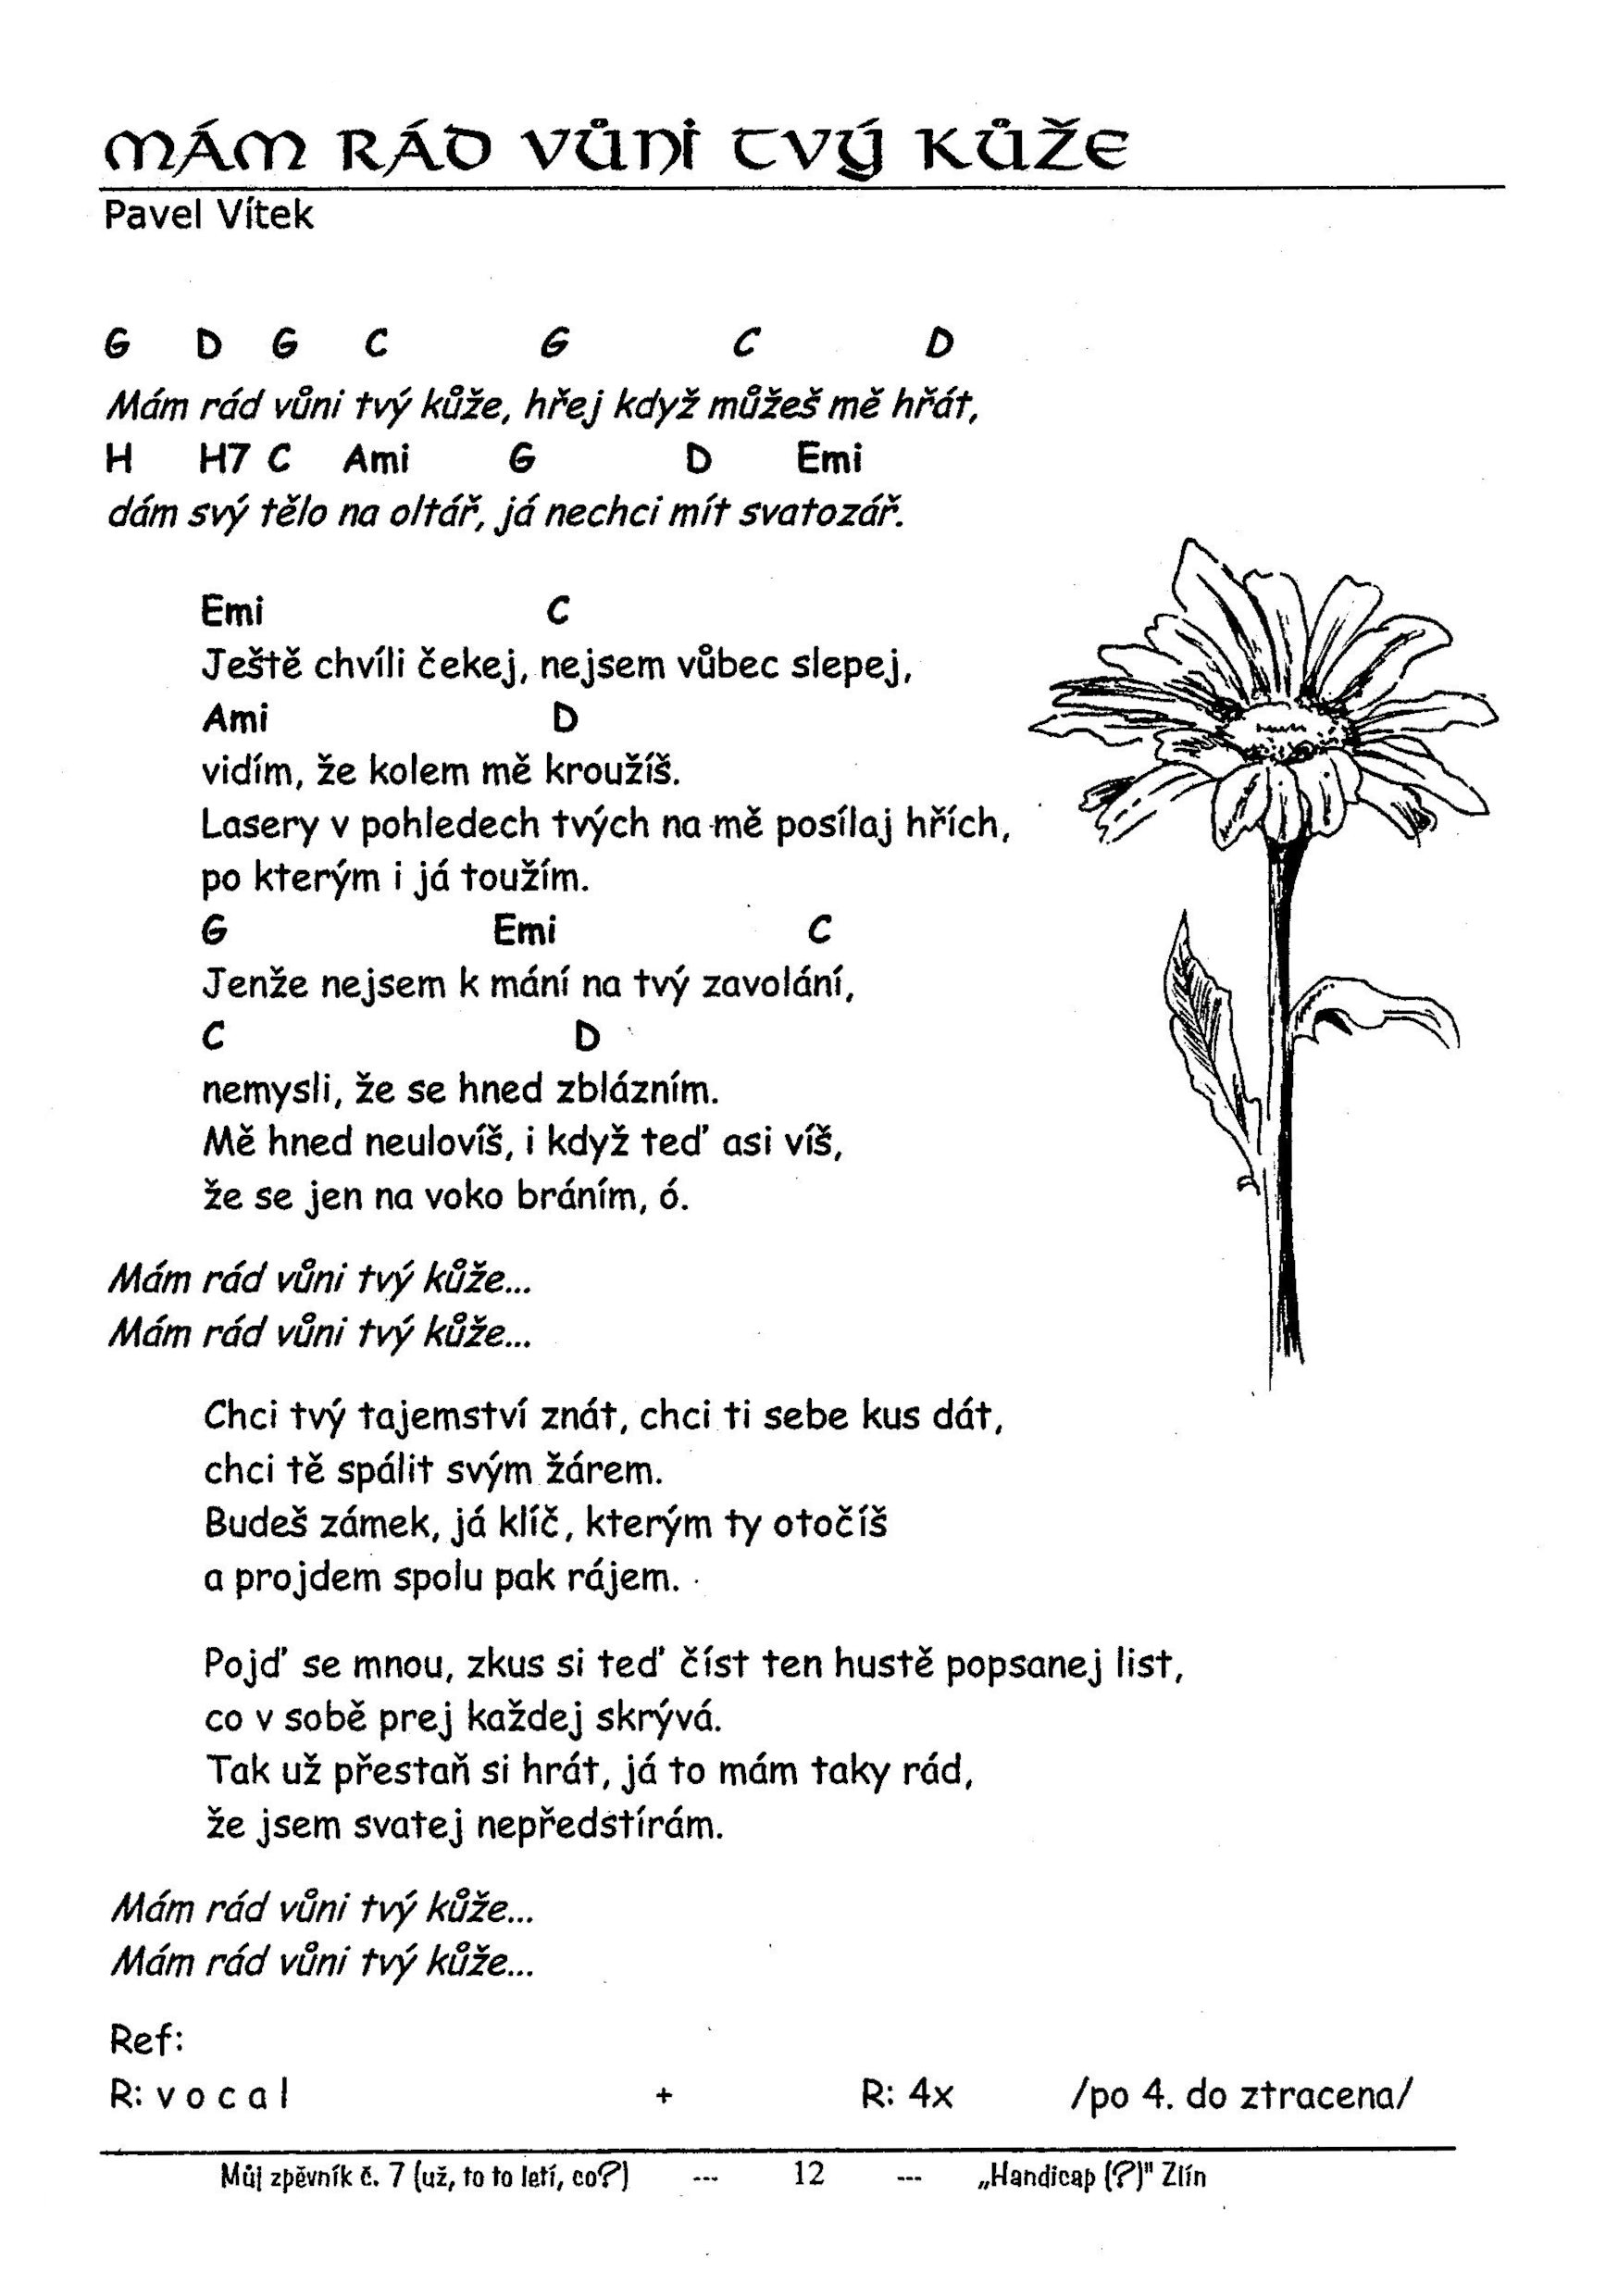 MÁM RÁD VŮNI TVÝ KŮŽE
Pavel Vítek
G D G C G C D
Mám rád vůni tvý kůže, hřej když můžeš mě hřát,
H H7 C Ami G D Emi
dám svý tělo na oltář, já nechci mít svatozář.
Emi C
Ještě chvíli čekej, nejsem vůbec slepej,
Ami D
vidím, že kolem mě kroužíš.
Lasery v pohledech tvých na mě posílaj hřích,
po kterým i já toužím.
G Emi C
Jenže nejsem k mání na tvý zavolání,
C D
nemysli, že se hned zblázním.
Mě hned neulovíš, i když teď asi víš,
že se jen na voko bráním, ó.
Mám rád vůni tvý kůže...
Mám rád vůni tvý kůže...
Chci tvý tajemství znát, chci ti sebe kus dát,
chci tě spálit svým žárem.
Budeš zámek, já klíč, kterým ty otočíš
a projdem spolu pak rájem.
Pojď se mnou, zkus si teď číst ten hustě popsanej list,
co v sobě prej každej skrývá.
Tak už přestaň si hrát, já to mám taky rád,
že jsem svatej nepředstírám.
Mám rád vůni tvý kůže...
Mám rád vůni tvý kůže...
Ref:
R: v o c a l + R: 4x /po 4. do ztracena/
Můj zpěvník č. 7 (už, to to letí, co?) --- 12 --- „Handicap (?)" Zlín